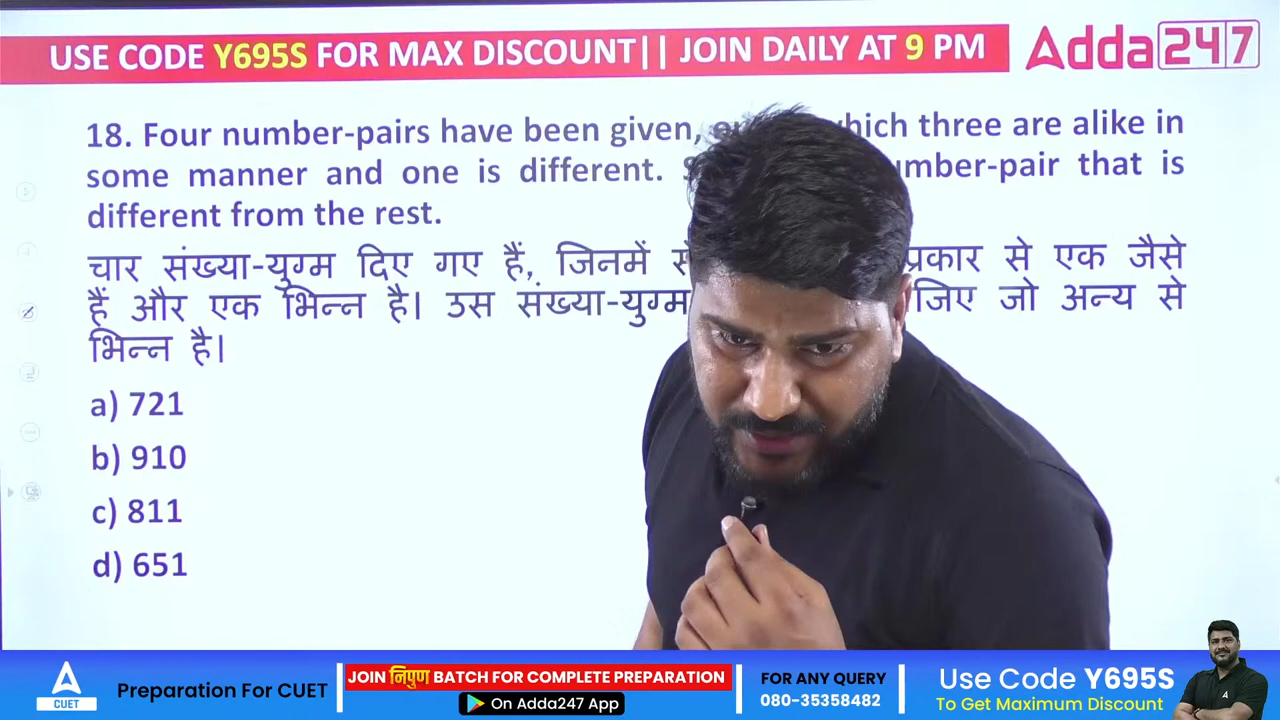 USE CODE Y695S FOR MAX DISCOUNT|| JOIN DAILY AT 9 PM
Adda247
18. Four number-pairs have been given, which three are alike in
some manner and one is different. that is
different from the rest.
चार संख्या-युग्म दिए गए हैं, जिनमें प्रकार से एक जैसे
हैं और एक भिन्न है। उस संख्या-युग्म जो अन्य से
भिन्न है।
a) 721
b) 910
c) 811
d) 651
CUET
Preparation For CUET
JOIN निपुण BATCH FOR COMPLETE PREPARATION
On Adda247 App
FOR ANY QUERY
080-35358482
Use Code Y695S
To Get Maximum Discount